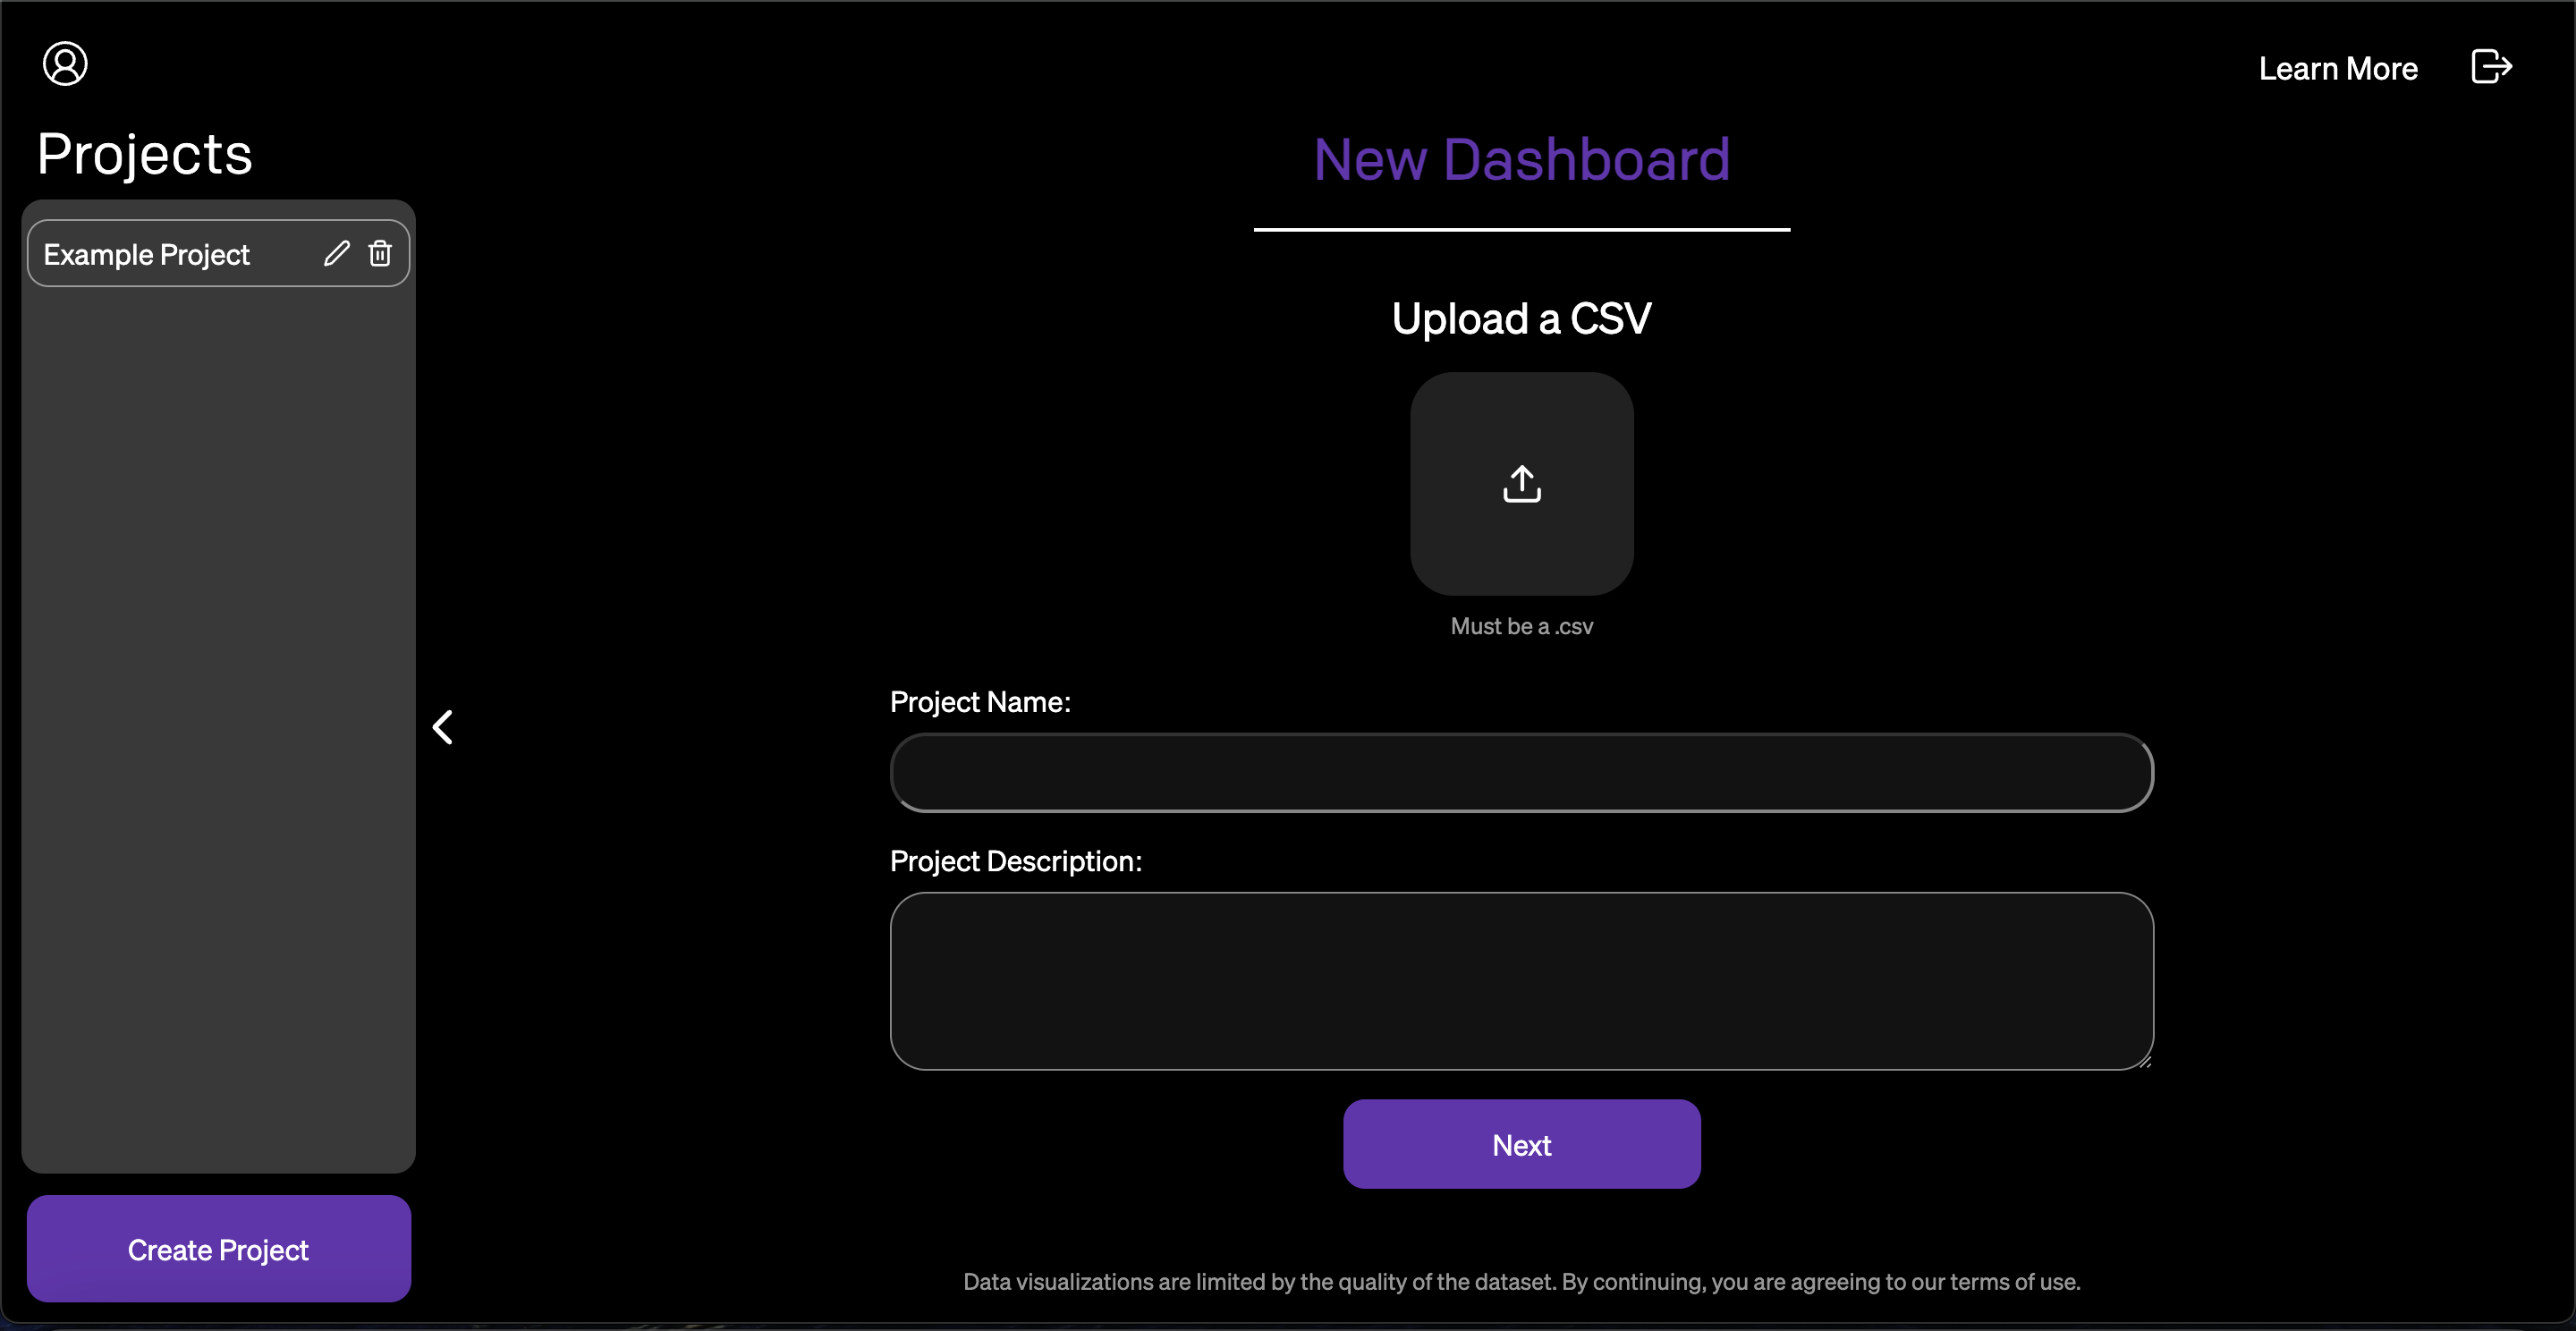 Learn More
Projects
Example Project
Create Project
New Dashboard
Upload a CSV
Must be a .csv
Project Name:
Project Description:
Next
Data visualizations are limited by the quality of the dataset. By continuing, you are agreeing to our terms of use.